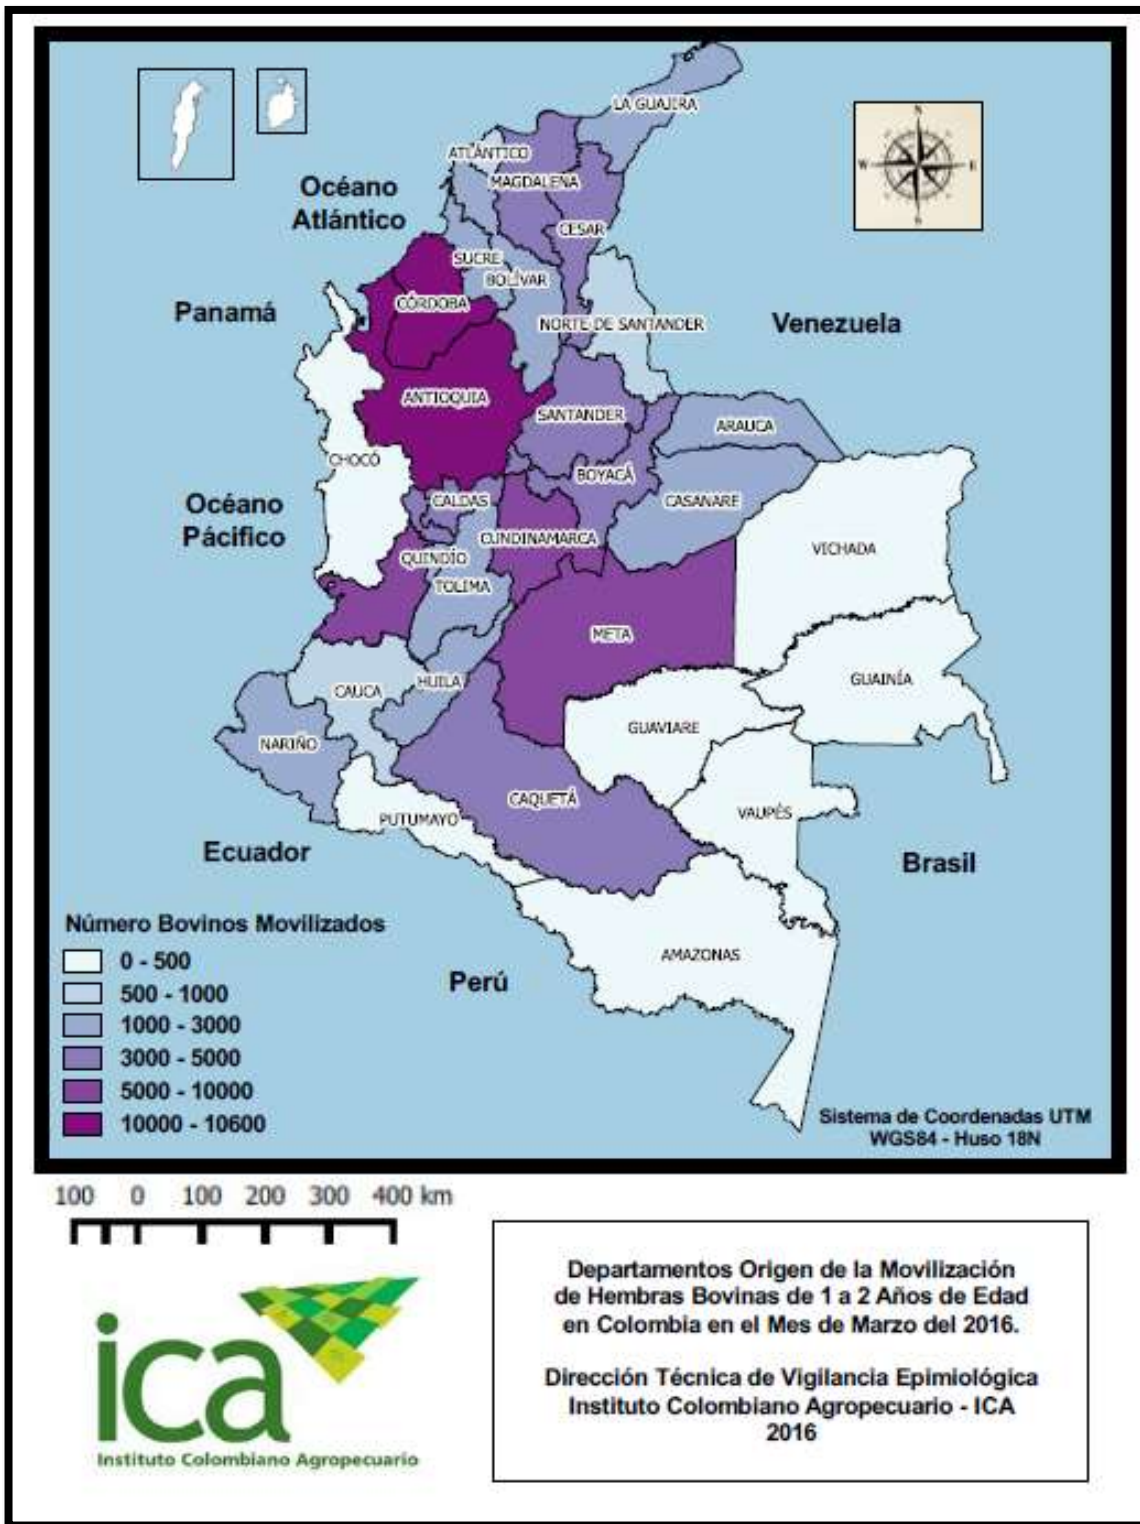 N
W
E
S
LA GUAJIRA
ATLÁNTICO
MAGDALENA
CESAR
Océano
Atlántico
SUCRE
BOLÍVAR
CÓRDOBA
Panamá
NORTE DE SANTANDER
Venezuela
ANTIOQUIA
SANTANDER
ARAUCA
CHOCÓ
BOYACÁ
CALDAS
CASANARE
Océano
Pácifico
CUNDINAMARCA
VICHADA
QUINDÍO
TOLIMA
META
HUILA
CAUCA
GUAINÍA
GUAVIARE
NARIÑO
CAQUETÁ
PUTUMAYO
VAUPÉS
Ecuador
Brasil
AMAZONAS
Perú
Número Bovinos Movilizados
0 - 500
500 - 1000
1000 - 3000
3000 - 5000
5000 - 10000
10000 - 10600
Sistema de Coordenadas UTM
WGS84 - Huso 18N
100 0 100 200 300 400 km
ica
Instituto Colombiano Agropecuario
Departamentos Origen de la Movilización
de Hembras Bovinas de 1 a 2 Años de Edad
en Colombia en el Mes de Marzo del 2016.
Dirección Técnica de Vigilancia Epimiológica
Instituto Colombiano Agropecuario - ICA
2016